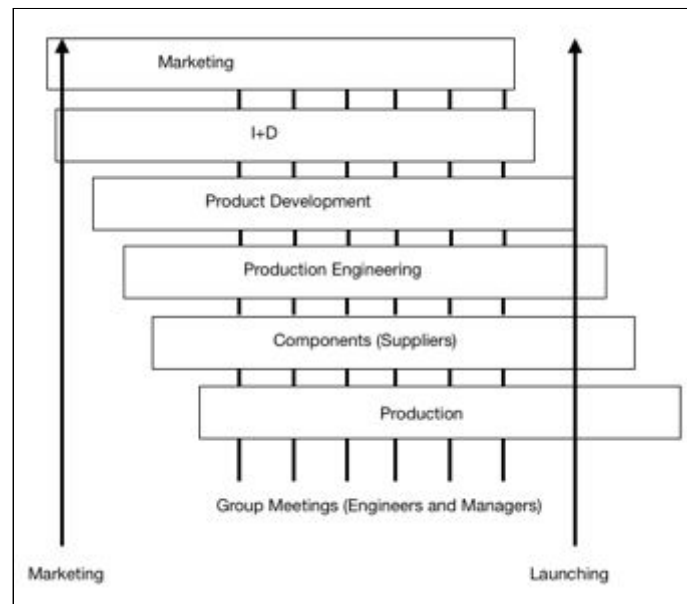 Marketing
I+D
Product Development
Production Engineering
Components (Suppliers)
Production
Group Meetings (Engineers and Managers)
Marketing
Launching